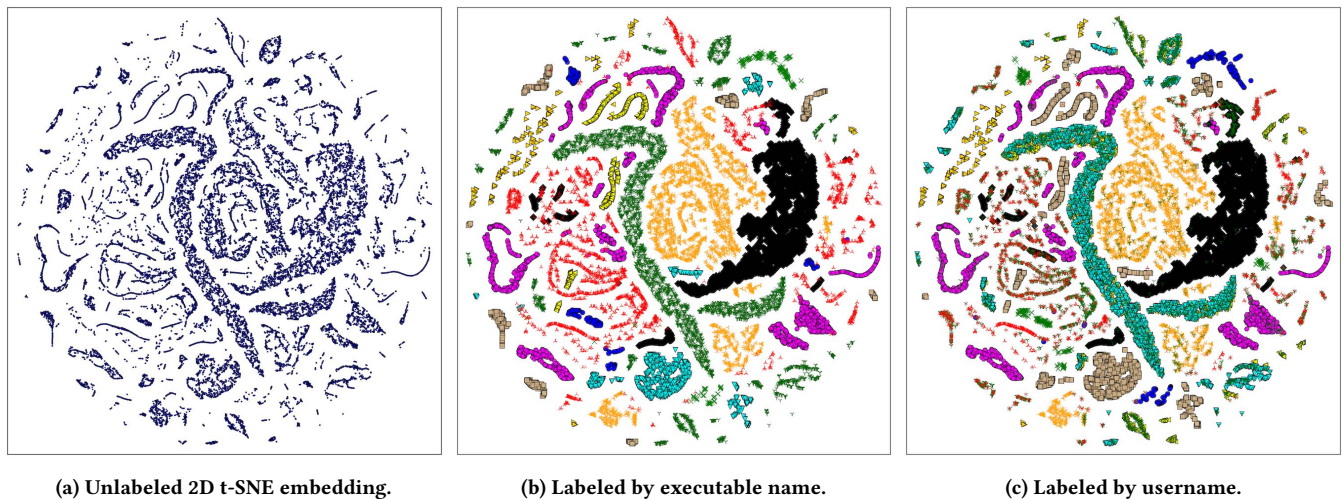 (a) Unlabeled 2D t-SNE embedding.
(b) Labeled by executable name.
(c) Labeled by username.